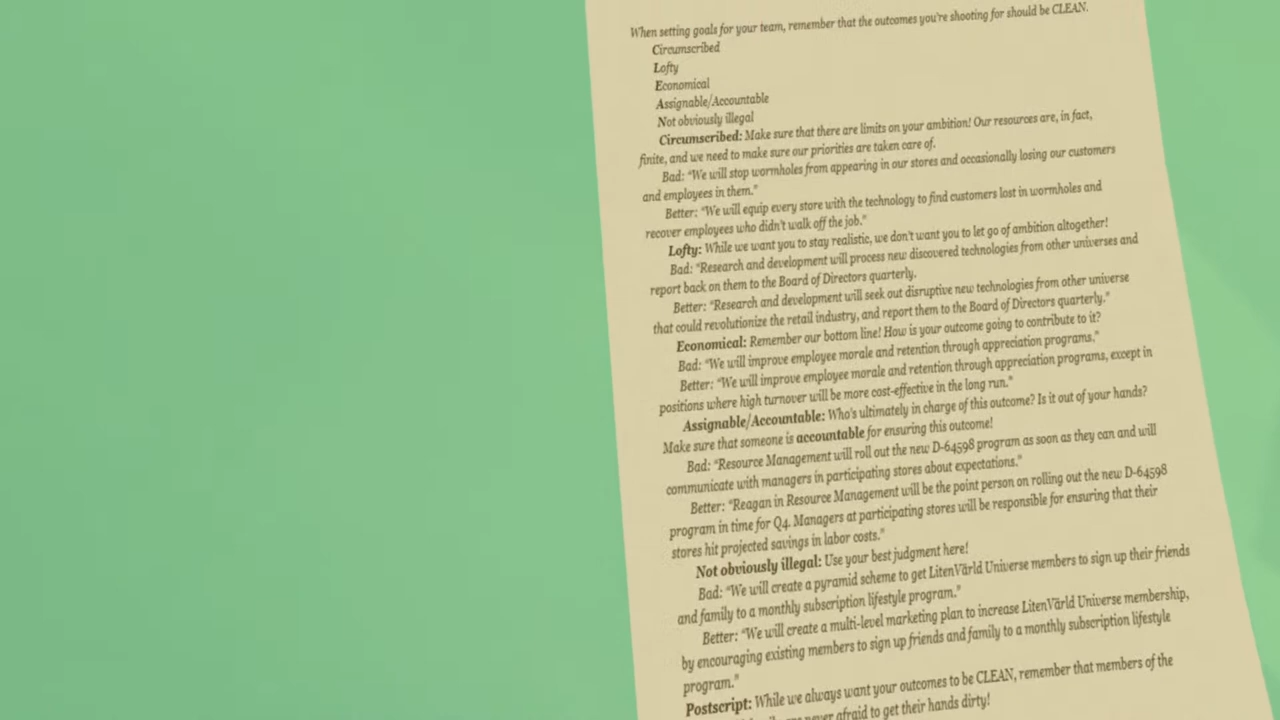 When setting goals for your team, remember that the outcomes you're shooting for should be CLEAN.
Circumscribed
Lofty
Economical
Assignable/Accountable
Not obviously illegal
Circumscribed: Make sure that there are limits on your ambition! Our resources are, in fact,
finite, and we need to make sure our priorities are taken care of.
Bad: "We will stop wormholes from appearing in our stores and occasionally losing our customers
and employees in them."
Better: "We will equip every store with the technology to find customers lost in wormholes and
recover employees who didn't walk off the job."
Lofty: While we want you to stay realistic, we don't want you to let go of ambition altogether!
Bad: "Research and development will process new discovered technologies from other universes and
report back on them to the Board of Directors quarterly.
Better: "Research and development will seek out disruptive new technologies from other universe
that could revolutionize the retail industry, and report them to the Board of Directors quarterly."
Economical: Remember our bottom line! How is your outcome going to contribute to it?
Bad: "We will improve employee morale and retention through appreciation programs."
Better: "We will improve employee morale and retention through appreciation programs, except in
positions where high turnover will be more cost-effective in the long run."
Assignable/Accountable: Who's ultimately in charge of this outcome? Is it out of your hands?
Make sure that someone is accountable for ensuring this outcome!
Bad: "Resource Management will roll out the new D-64598 program as soon as they can and will
communicate with managers in participating stores about expectations."
Better: "Reagan in Resource Management will be the point person on rolling out the new D-64598
program in time for Q4. Managers at participating stores will be responsible for ensuring that their
stores hit projected savings in labor costs."
Not obviously illegal: Use your best judgment here!
Bad: "We will create a pyramid scheme to get LitenVärld Universe members to sign up their friends
and family to a monthly subscription lifestyle program."
Better: "We will create a multi-level marketing plan to increase LitenVärld Universe membership,
by encouraging existing members to sign up friends and family to a monthly subscription lifestyle
program."
Postscript: While we always want your outcomes to be CLEAN, remember that members of the
never afraid to get their hands dirty!